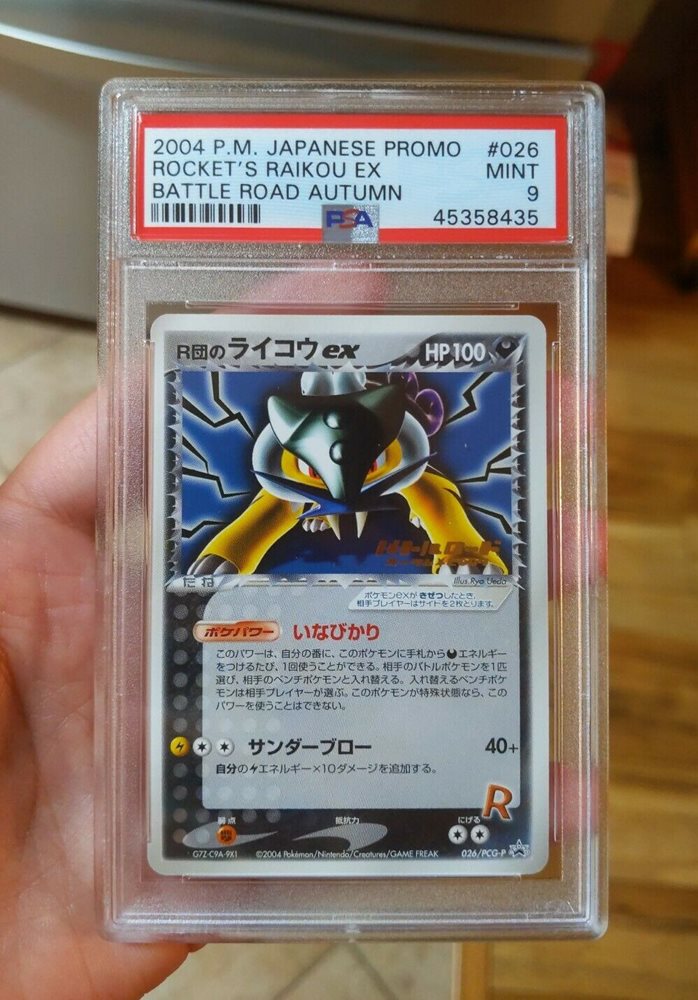 2004 P.M. JAPANESE PROMO #026
ROCKET'S RAIKOU EX MINT
BATTLE ROAD AUTUMN 9
PSA 45358435
R団のライコウex HP100
バトルロード
たね Illus. Ryo Ueda
ポケモンexがきぜつしたとき、
相手プレイヤーはサイドを2枚とります。
ポケパワー いなびかり
このパワーは、自分の番に、このポケモンに手札からエネルギー
をつけるたび、1回使うことができる。相手のバトルポケモンを1匹
選び、相手のベンチポケモンと入れ替える。入れ替えるベンチポケ
モンは相手プレイヤーが選ぶ。このポケモンが特殊状態なら、この
パワーを使うことはできない。
サンダーブロー 40+
自分のエネルギー×10ダメージを追加する。
R
弱点 抵抗力 にげる
G7Z-C9A-9X1 ©2004 Pokémon/Nintendo/Creatures/GAME FREAK 026/PCG-P